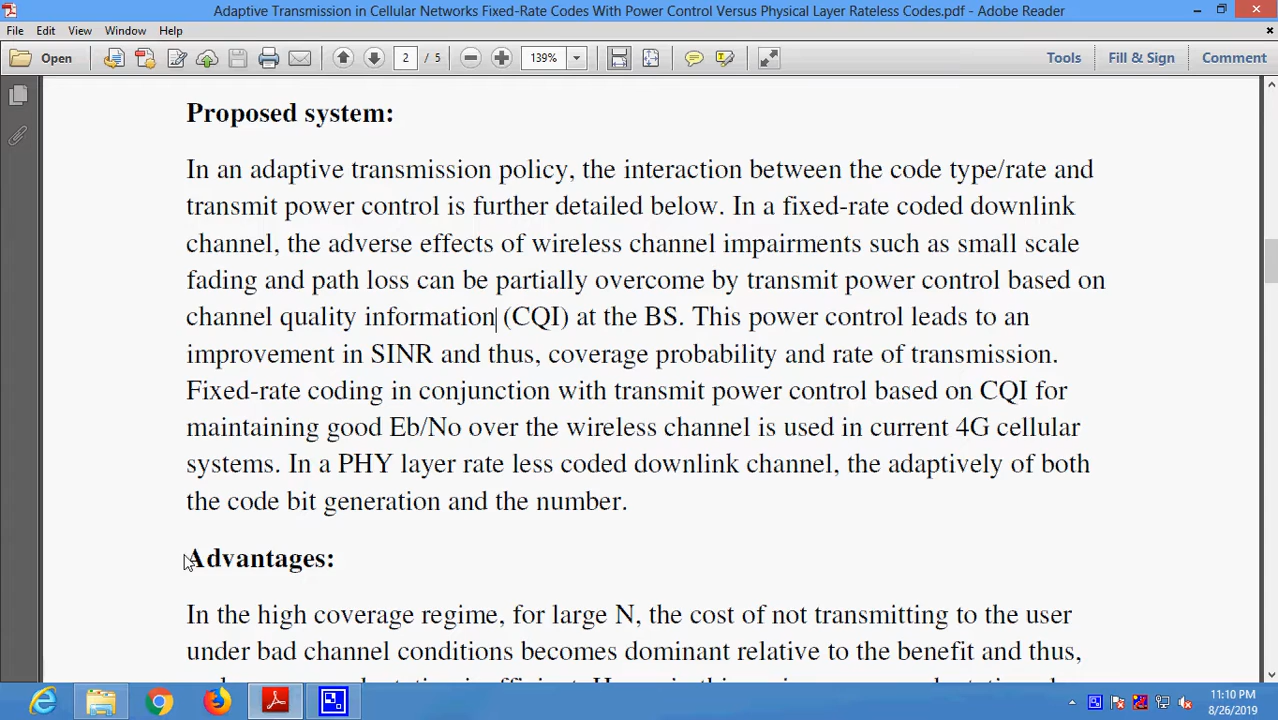 Adaptive Transmission in Cellular Networks Fixed-Rate Codes With Power Control Versus Physical Layer Rateless Codes.pdf - Adobe Reader
File Edit View Window Help
Open 2 / 5 139% Tools Fill & Sign Comment
Proposed system:
In an adaptive transmission policy, the interaction between the code type/rate and
transmit power control is further detailed below. In a fixed-rate coded downlink
channel, the adverse effects of wireless channel impairments such as small scale
fading and path loss can be partially overcome by transmit power control based on
channel quality information (CQI) at the BS. This power control leads to an
improvement in SINR and thus, coverage probability and rate of transmission.
Fixed-rate coding in conjunction with transmit power control based on CQI for
maintaining good Eb/No over the wireless channel is used in current 4G cellular
systems. In a PHY layer rate less coded downlink channel, the adaptively of both
the code bit generation and the number.
Advantages:
In the high coverage regime, for large N, the cost of not transmitting to the user
under bad channel conditions becomes dominant relative to the benefit and thus,
11:10 PM
8/26/2019